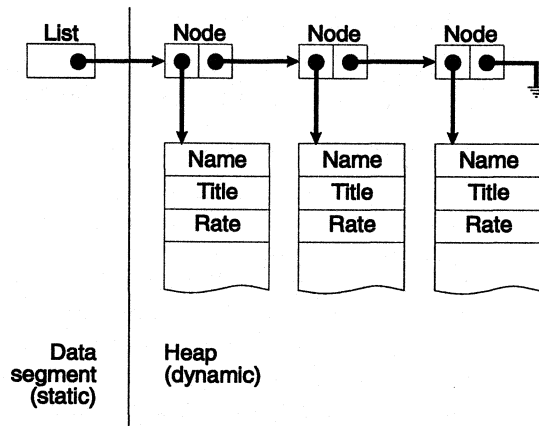 List
Node
Node
Node
Name
Title
Rate
Name
Title
Rate
Name
Title
Rate
Data
segment
(static)
Heap
(dynamic)